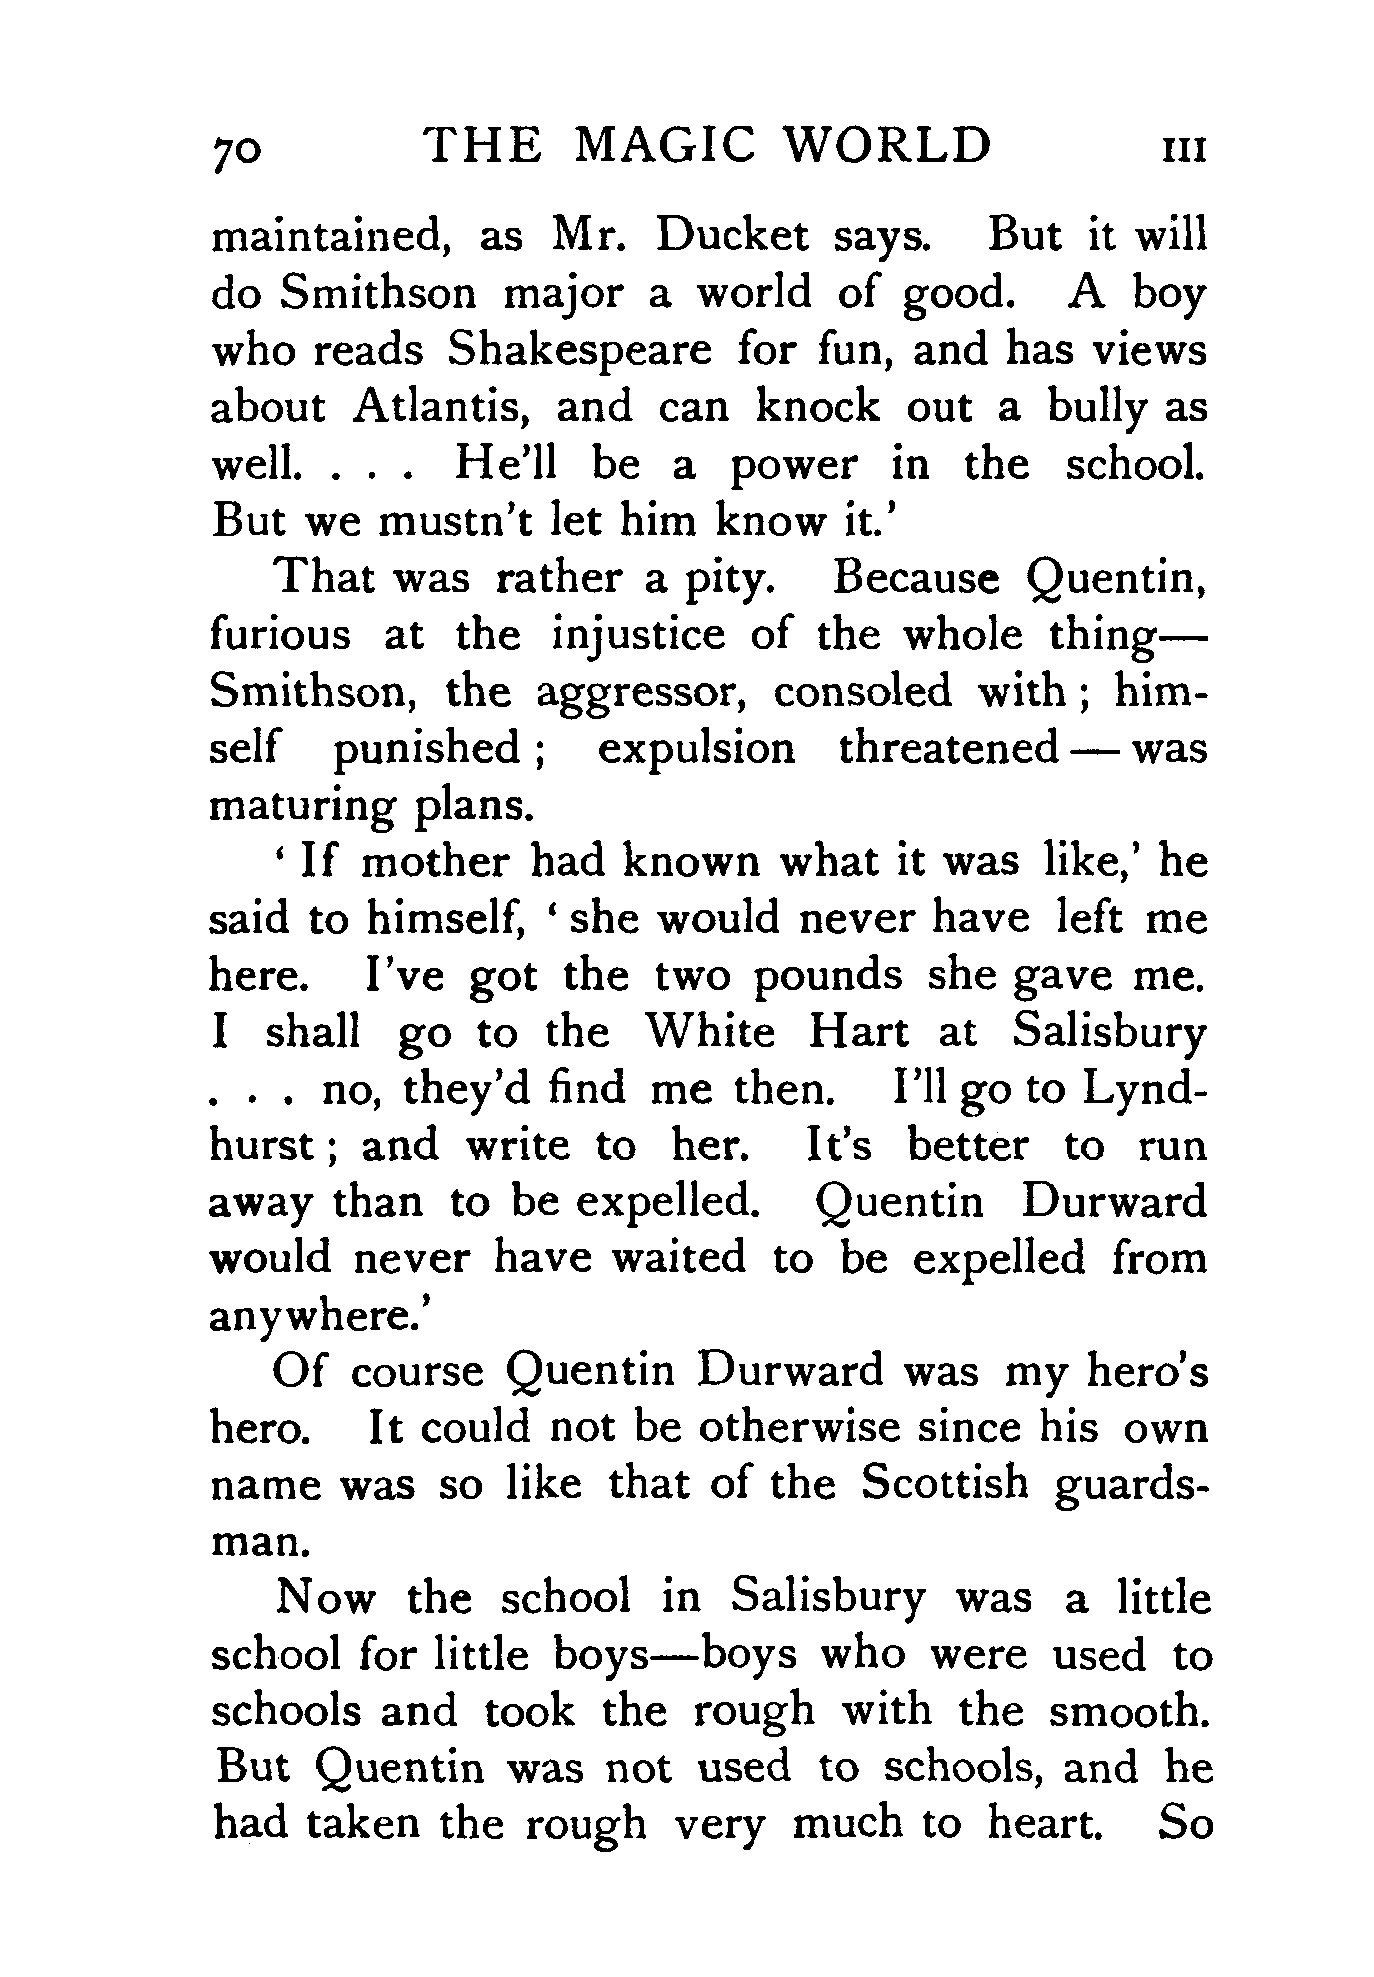 70 THE MAGIC WORLD III
maintained, as Mr. Ducket says. But it will
do Smithson major a world of good. A boy
who reads Shakespeare for fun, and has views
about Atlantis, and can knock out a bully as
well. . . . He'll be a power in the school.
But we mustn't let him know it.'
That was rather a pity. Because Quentin,
furious at the injustice of the whole thing—
Smithson, the aggressor, consoled with ; him-
self punished ; expulsion threatened — was
maturing plans.
' If mother had known what it was like,' he
said to himself, ' she would never have left me
here. I've got the two pounds she gave me.
I shall go to the White Hart at Salisbury
. . . no, they'd find me then. I'll go to Lynd-
hurst ; and write to her. It's better to run
away than to be expelled. Quentin Durward
would never have waited to be expelled from
anywhere.'
Of course Quentin Durward was my hero's
hero. It could not be otherwise since his own
name was so like that of the Scottish guards-
man.
Now the school in Salisbury was a little
school for little boys—boys who were used to
schools and took the rough with the smooth.
But Quentin was not used to schools, and he
had taken the rough very much to heart. So